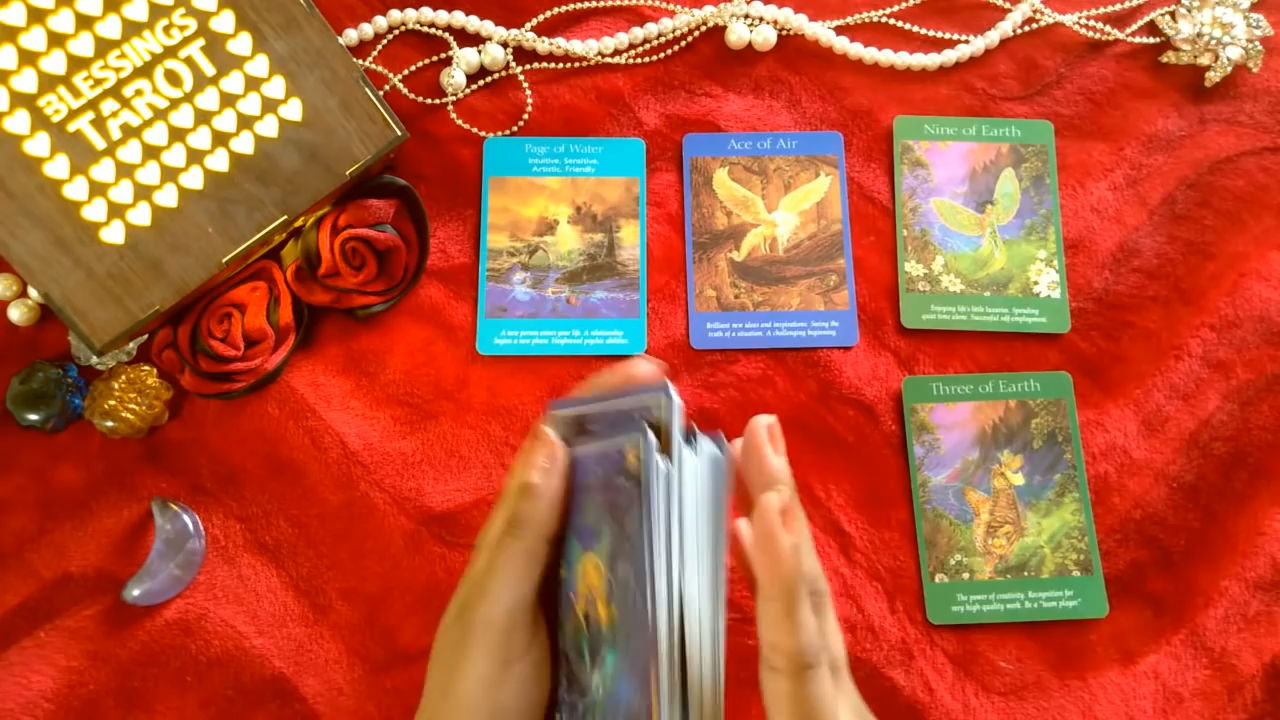 BLESSINGS
TAROT
Page of Water
Intuitive, Sensitive,
Artistic, Friendly
A new person enters your life. A relationship
begins a new phase. Heightened psychic abilities.
Ace of Air
Brilliant new ideas and inspirations. Seeing the
truth of a situation. A challenging beginning.
Nine of Earth
Enjoying life's little luxuries. Spending
quiet time alone. Successful self-employment.
Three of Earth
The power of creativity. Recognition for
very high-quality work. Be a "team player"